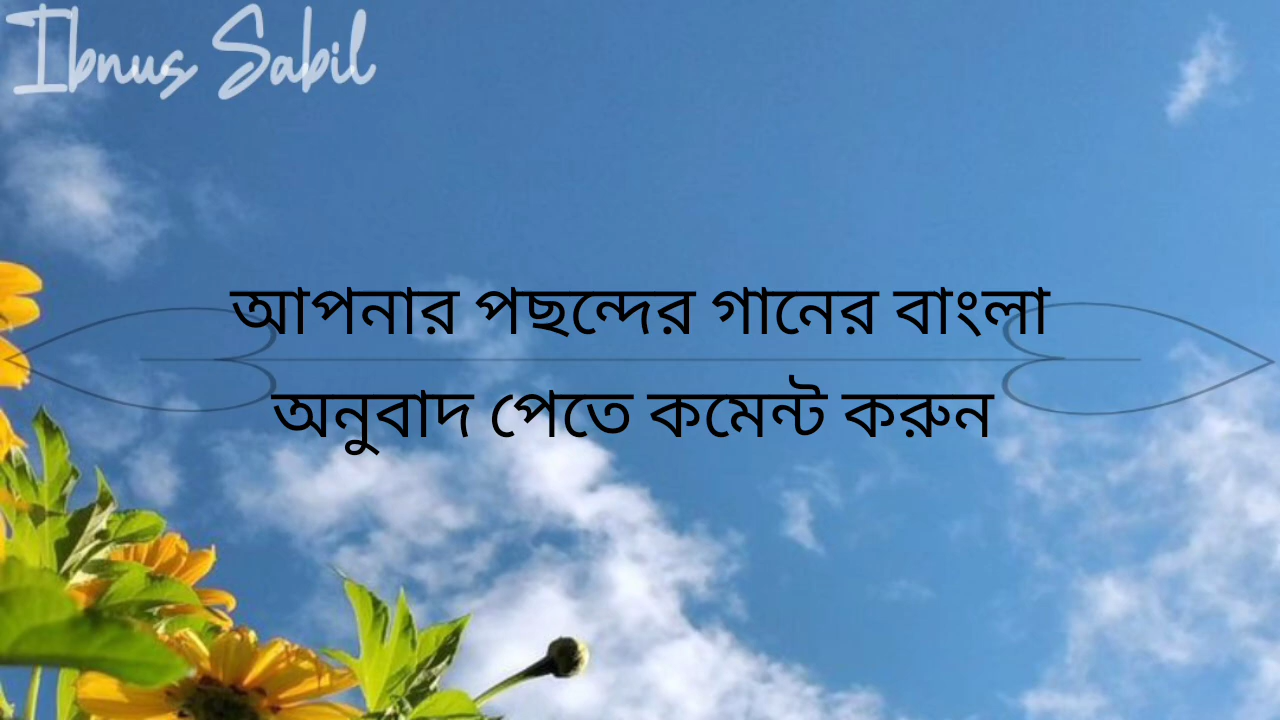 Ibnus Sabil
আপনার পছন্দের গানের বাংলা
অনুবাদ পেতে কমেন্ট করুন